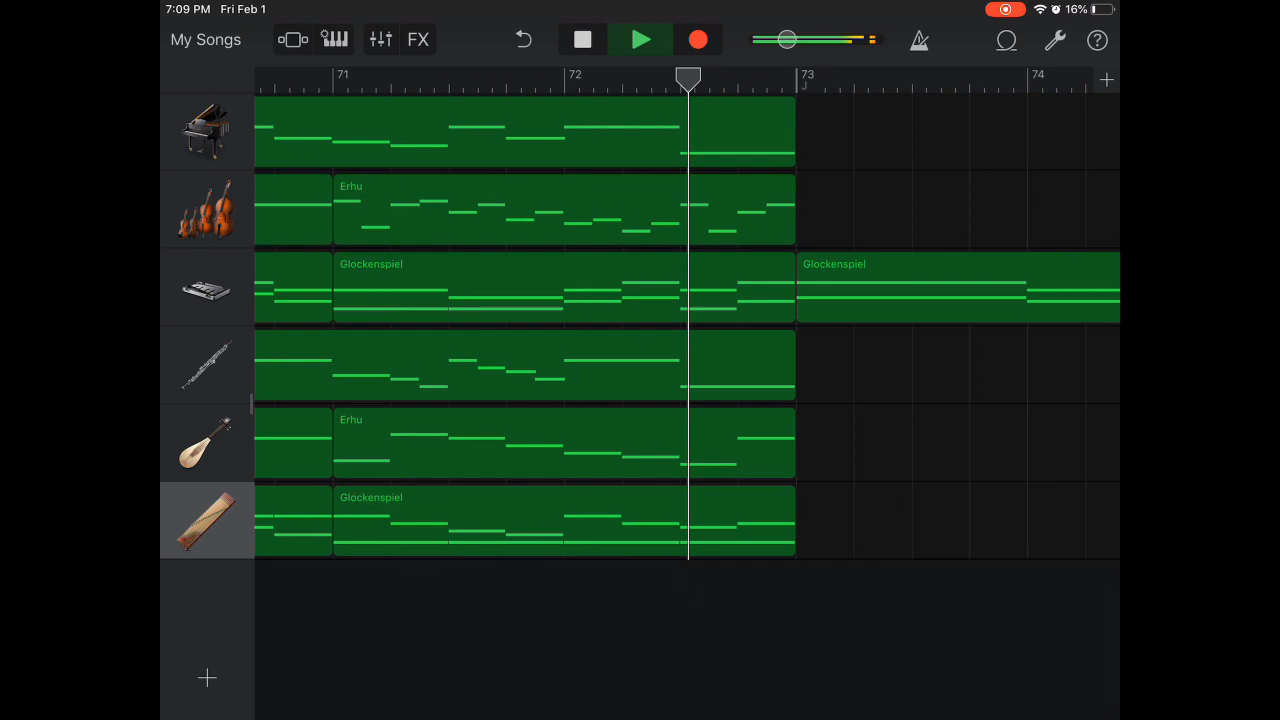 7:09 PM Fri Feb 1 16%
My Songs FX
71 72 73 74
Erhu
Glockenspiel Glockenspiel
Erhu
Glockenspiel